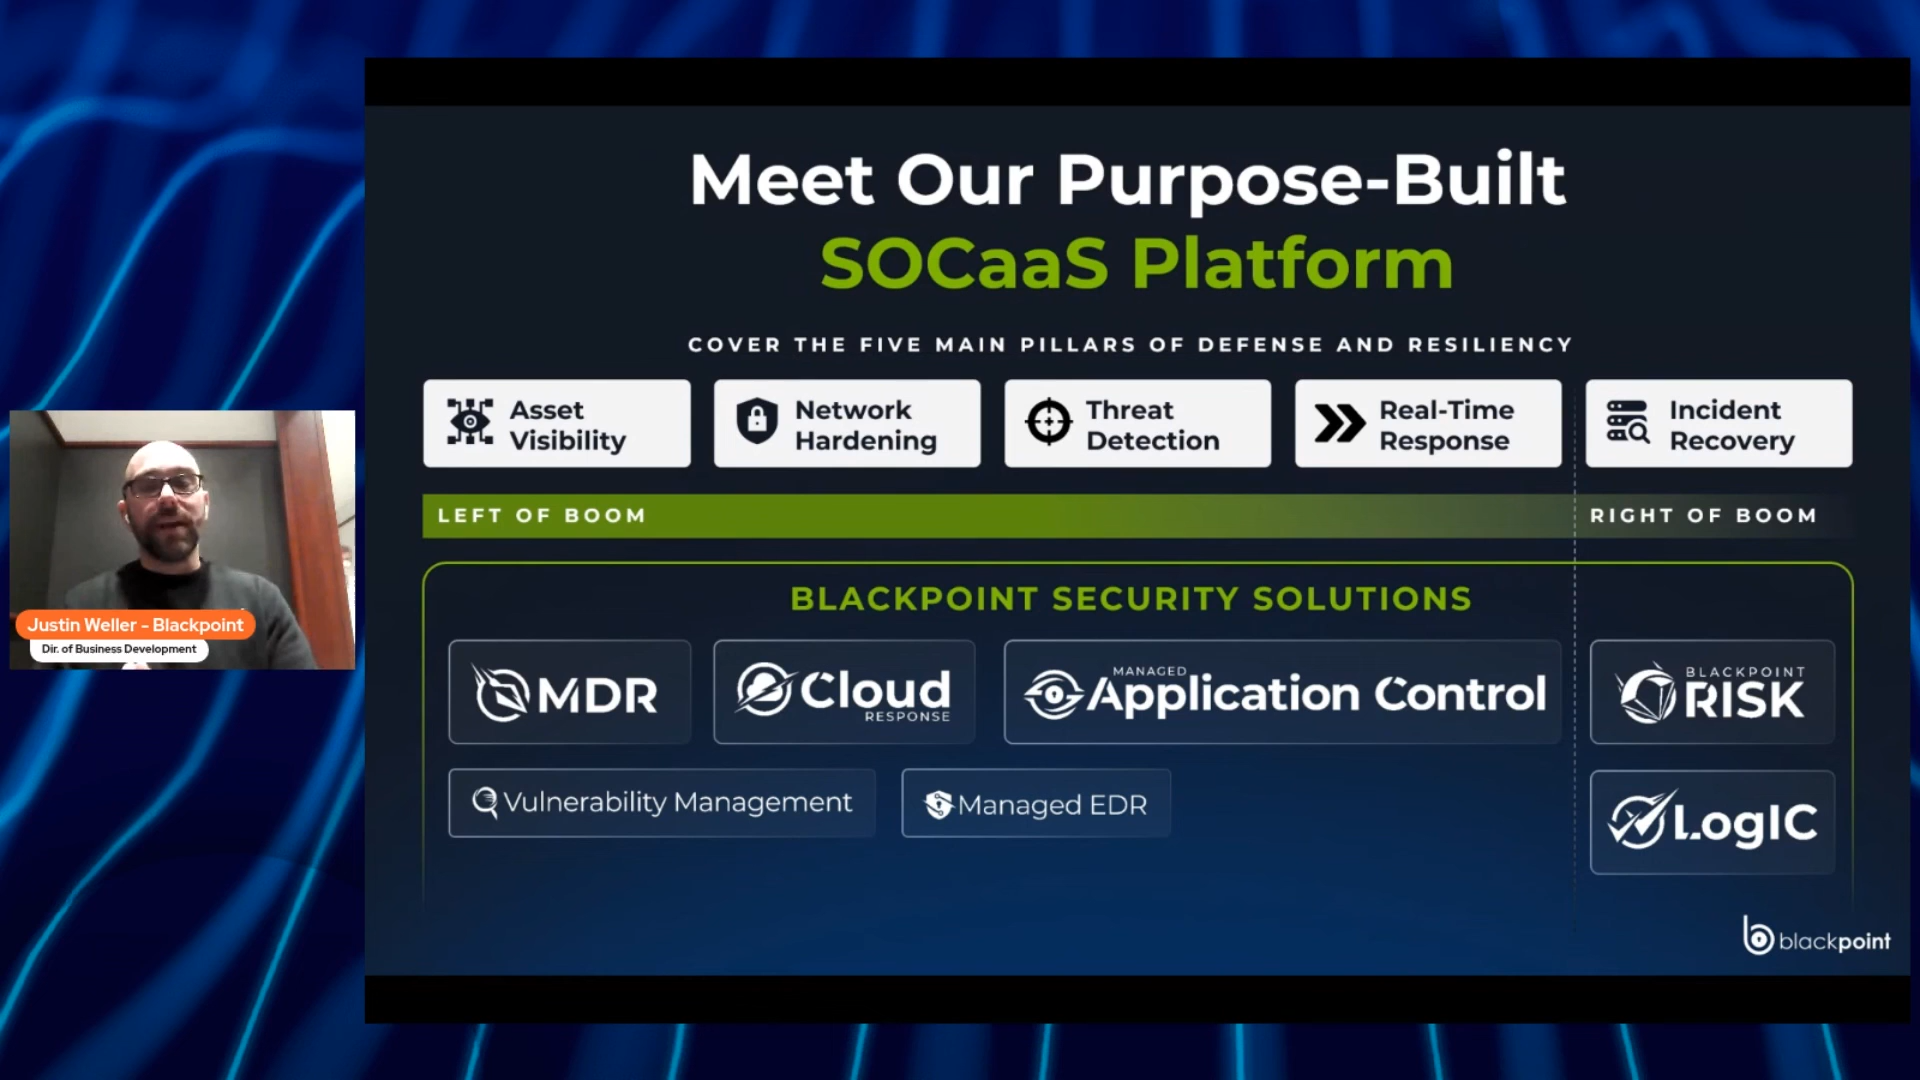 Meet Our Purpose-Built
SOCaaS Platform
COVER THE FIVE MAIN PILLARS OF DEFENSE AND RESILIENCY
Asset
Visibility
Network
Hardening
Threat
Detection
Real-Time
Response
Incident
Recovery
LEFT OF BOOM
RIGHT OF BOOM
BLACKPOINT SECURITY SOLUTIONS
MDR
Cloud
RESPONSE
MANAGED
Application Control
BLACKPOINT
RISK
Vulnerability Management
Managed EDR
LogIC
blackpoint
Justin Weller - Blackpoint
Dir. of Business Development